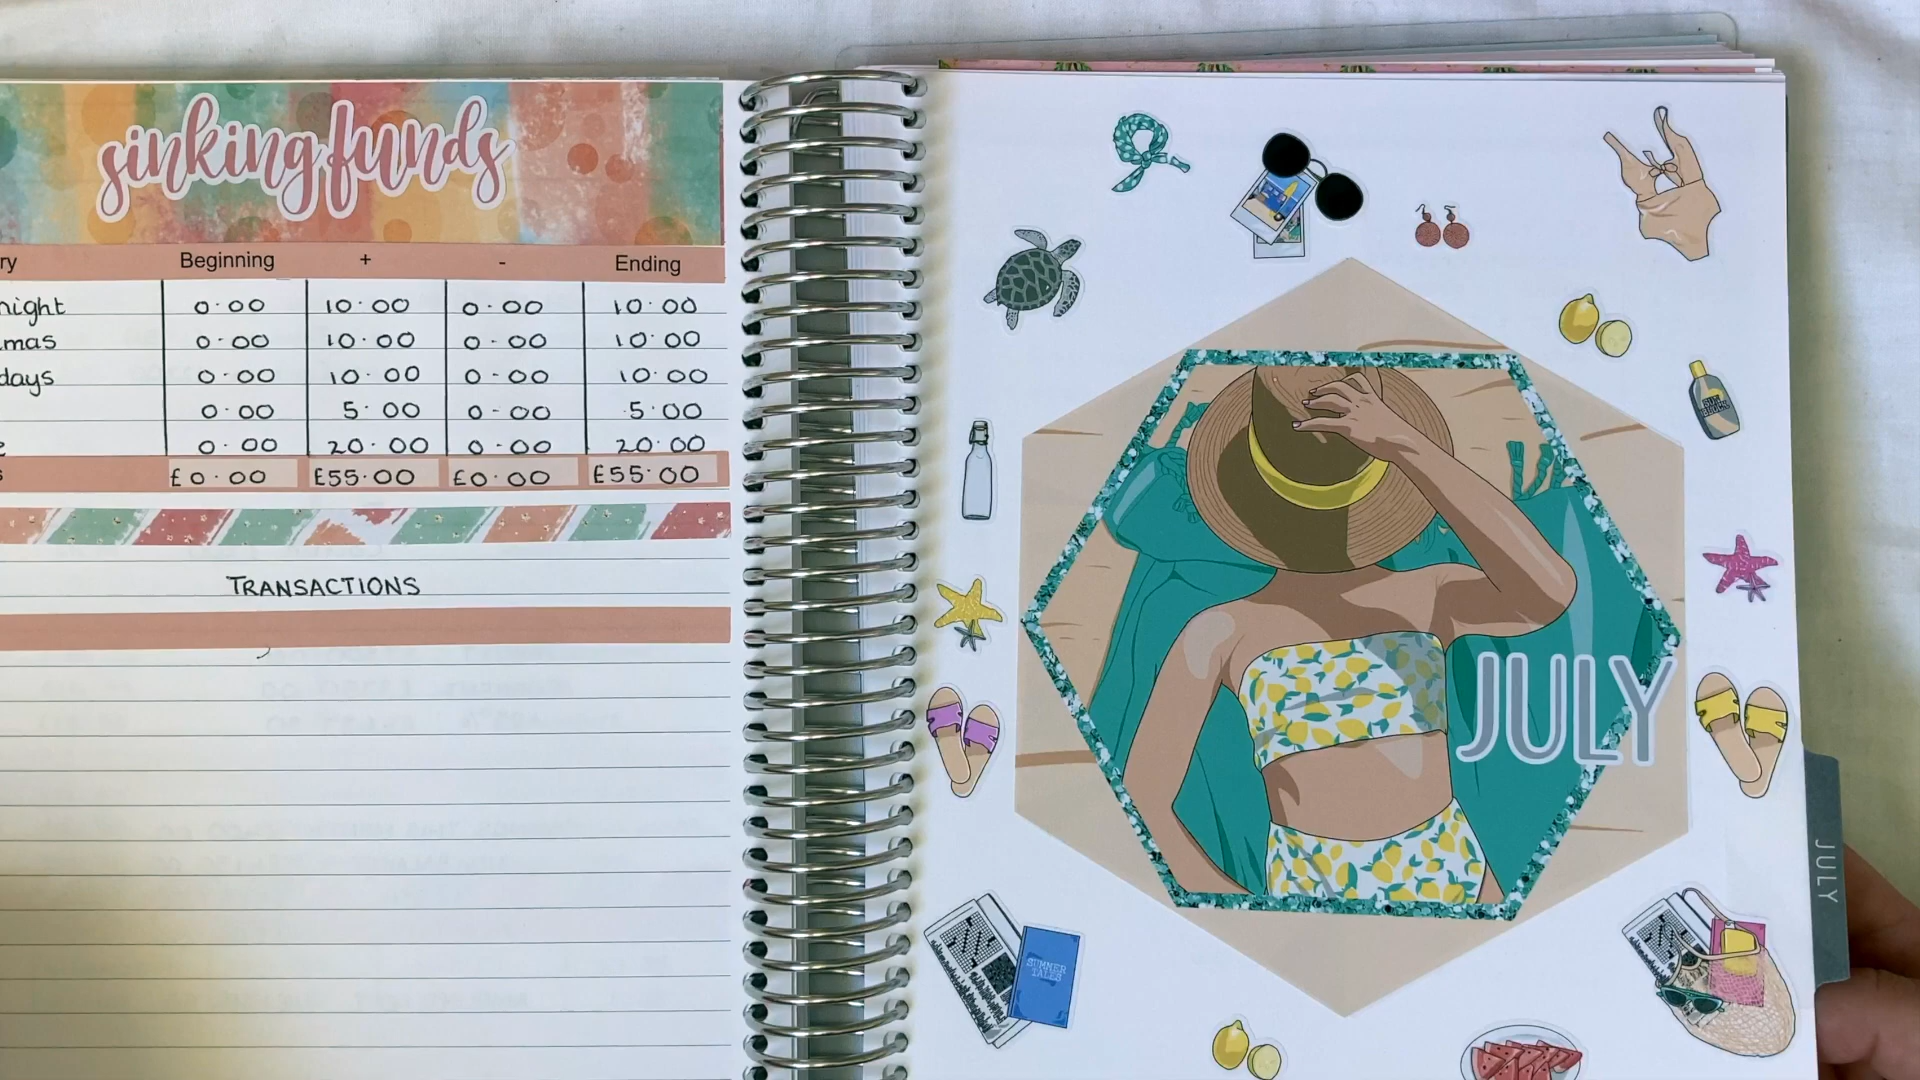 sinking funds
ry Beginning + - Ending
night 0.00 10.00 0.00 10.00
mas 0.00 10.00 0.00 10.00
days 0.00 10.00 0.00 10.00
0.00 5.00 0.00 5.00
e 0.00 20.00 0.00 20.00
s £0.00 £55.00 £0.00 £55.00
TRANSACTIONS
JULY
JULY
SUMMER
TALES